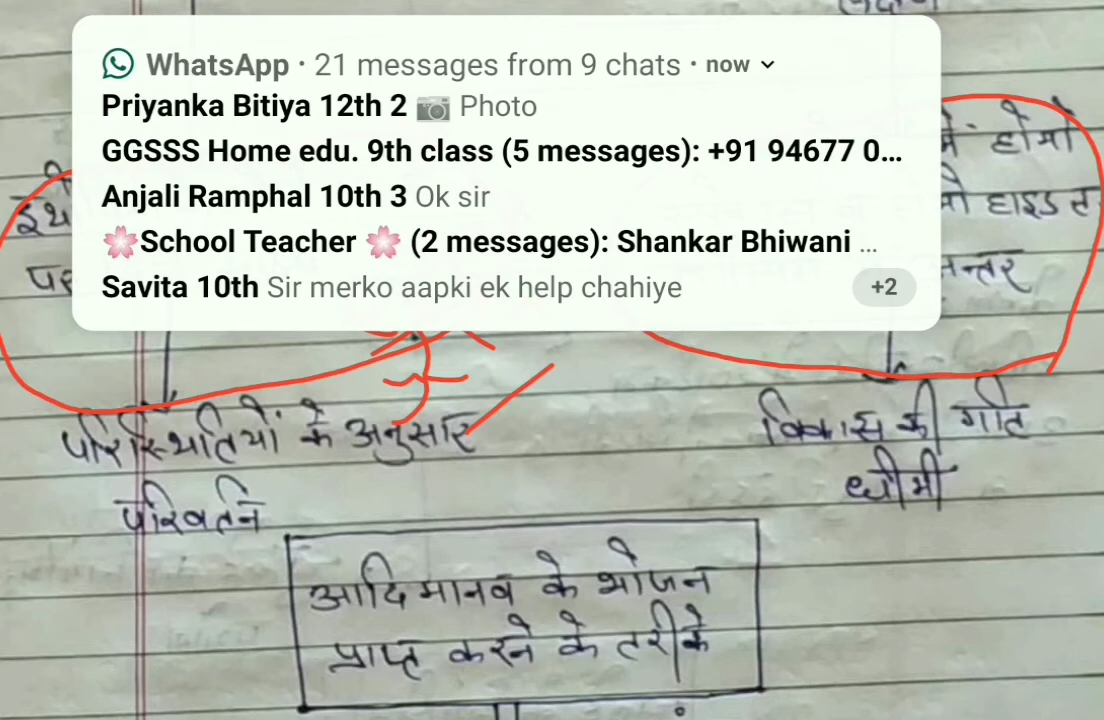 WhatsApp · 21 messages from 9 chats · now
Priyanka Bitiya 12th 2 📷 Photo
GGSSS Home edu. 9th class (5 messages): +91 94677 0...
Anjali Ramphal 10th 3 Ok sir
🌸School Teacher 🌸 (2 messages): Shankar Bhiwani ...
Savita 10th Sir merko aapki ek help chahiye
+2
होमो
अन्तर
परिस्थितियों के अनुसार
परिवर्तन
विकास की गति
धीमी
आदिमानव के भोजन
प्राप्त करने के तरीके